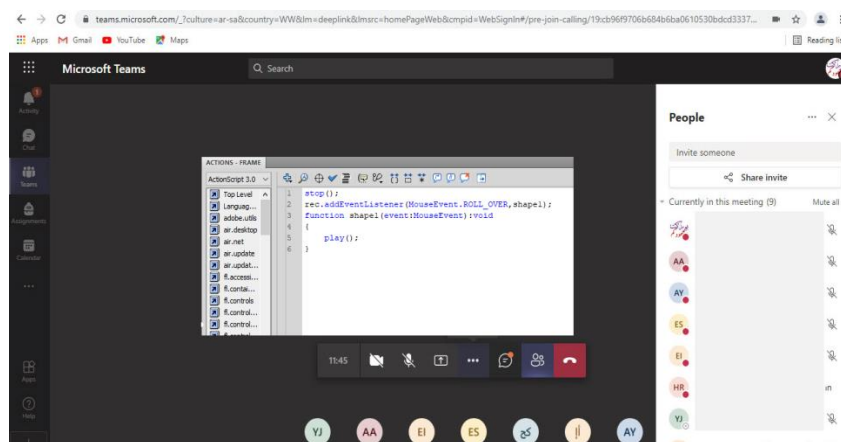 teams.microsoft.com/_?culture=ar-sa&country=WW&lm=deeplink&lmsrc=homePageWeb&cmpid=WebSignIn#/pre-join-calling/19:cb96f9706b684b6ba0610530bdcd3337...
Apps Gmail YouTube Maps Reading lis
Microsoft Teams Search
Activity
Chat
Teams
Assignments
Calendar
Apps
Help
ACTIONS - FRAME
ActionScript 3.0
Top Level
Languag...
adobe.utils
air.desktop
air.net
air.update
air.updat...
fl.accessi...
fl.contai...
fl.controls
fl.control...
fl.control...
1 stop();
2 rec.addEventListener(MouseEvent.ROLL_OVER,shapel);
3 function shapel(event:MouseEvent):void
4 {
5 play();
6 }
11:45
YJ AA EI ES كح أإ AY
People
Invite someone
Share invite
Currently in this meeting (9) Mute all
AA
AY
ES
EI
HR
YJ